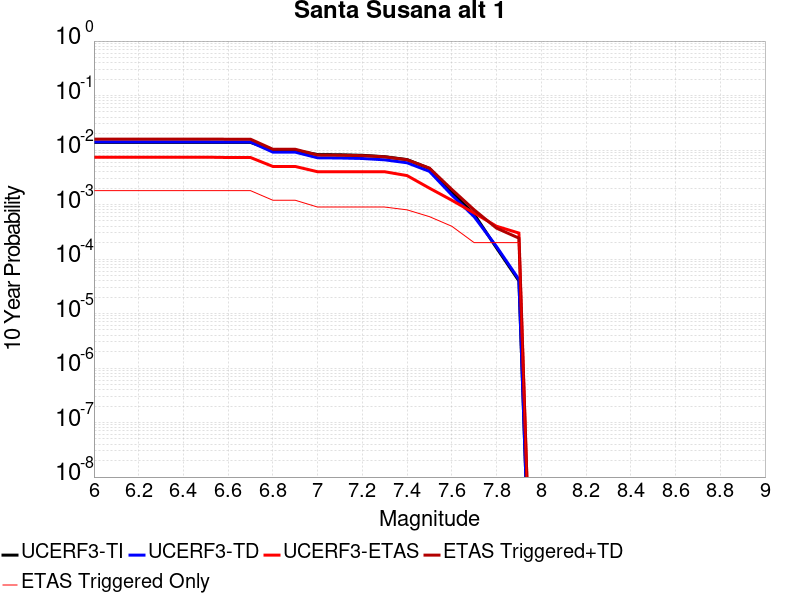 Santa Susana alt 1
10^0
10^-1
10^-2
10^-3
10^-4
10^-5
10^-6
10^-7
10^-8
10 Year Probability
6 6.2 6.4 6.6 6.8 7 7.2 7.4 7.6 7.8 8 8.2 8.4 8.6 8.8 9
Magnitude
UCERF3-TI UCERF3-TD UCERF3-ETAS ETAS Triggered+TD
ETAS Triggered Only